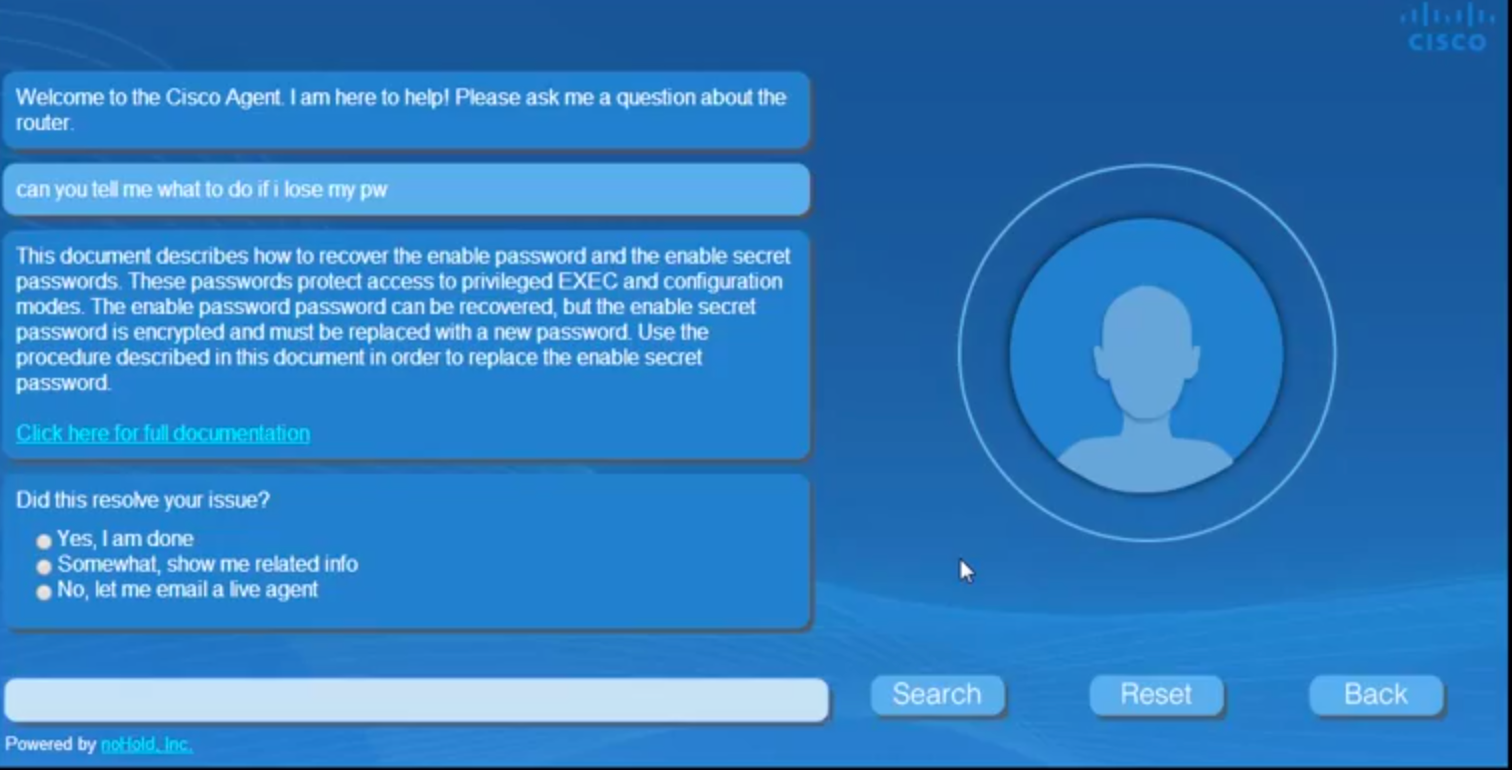 CISCO
Welcome to the Cisco Agent. I am here to help! Please ask me a question about the
router.
can you tell me what to do if i lose my pw
This document describes how to recover the enable password and the enable secret
passwords. These passwords protect access to privileged EXEC and configuration
modes. The enable password password can be recovered, but the enable secret
password is encrypted and must be replaced with a new password. Use the
procedure described in this document in order to replace the enable secret
password.
Click here for full documentation
Did this resolve your issue?
Yes, I am done
Somewhat, show me related info
No, let me email a live agent
Search
Reset
Back
Powered by noHold, Inc.